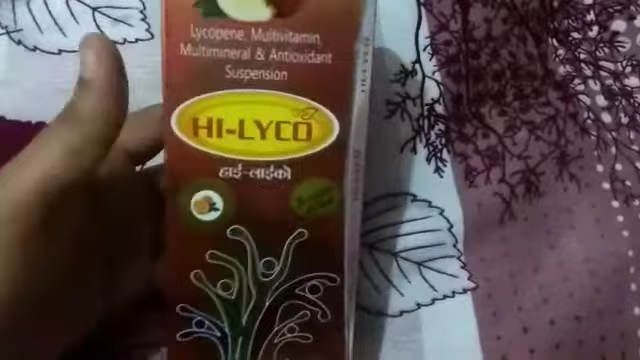 Lycopene, Multivitamin,
Multimineral & Antioxidant
Suspension
HI-LYCO
हाई-लाईको